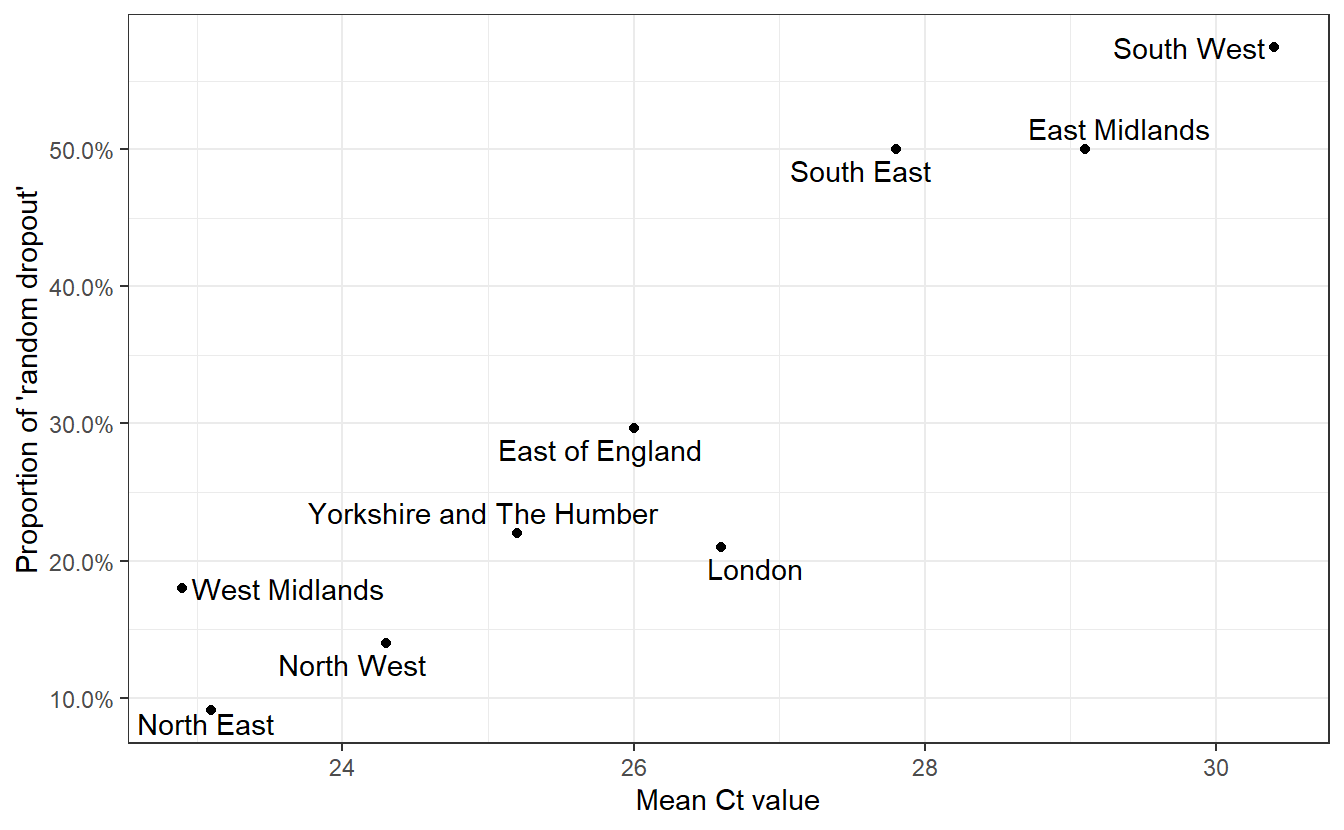 South West
East Midlands
50.0%
South East
Proportion of 'random dropout'
40.0%
30.0%
East of England
Yorkshire and The Humber
20.0%
London
West Midlands
North West
10.0%
North East
24
26
28
30
Mean Ct value